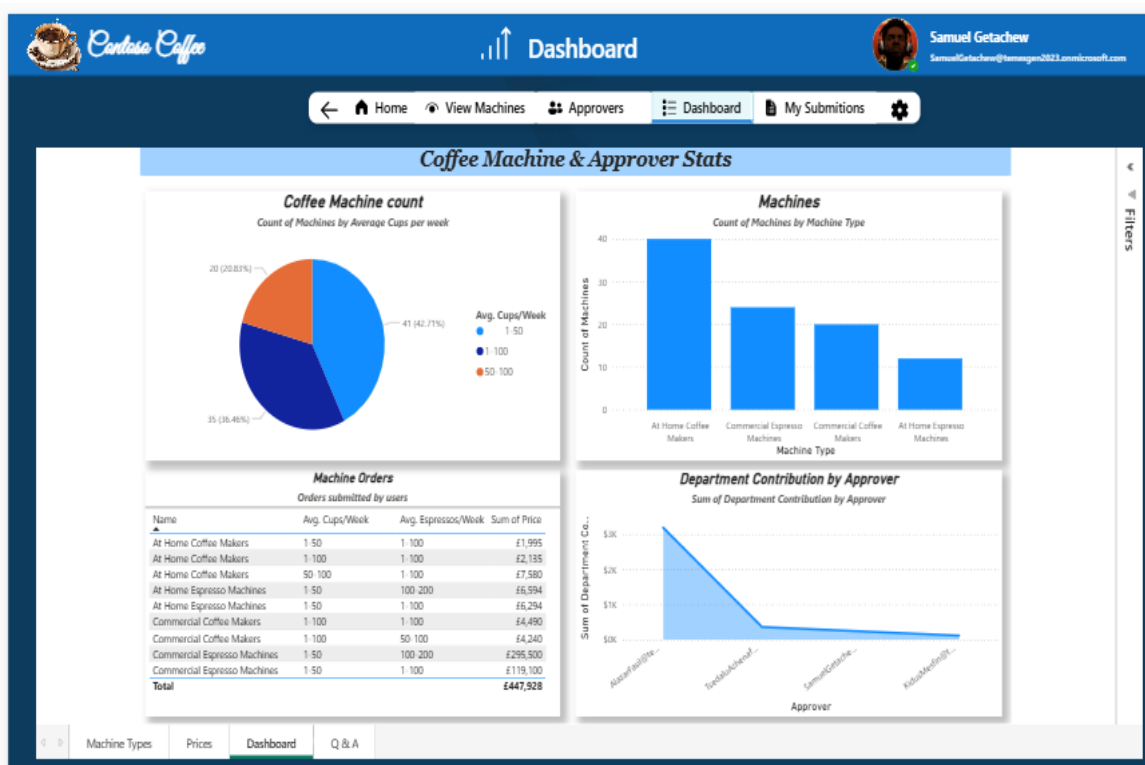 Contoso Coffee
Dashboard
Samuel Getachew
SamuelGetachew@temesgen2023.onmicrosoft.com
Home View Machines Approvers Dashboard My Submitions
Coffee Machine & Approver Stats
Filters
Coffee Machine count
Count of Machines by Average Cups per week
20 (20.83%)
41 (42.71%)
35 (36.46%)
Avg. Cups/Week
1-50
1-100
50-100
Machines
Count of Machines by Machine Type
Count of Machines
40
30
20
10
0
At Home Coffee Makers
Commercial Espresso Machines
Commercial Coffee Makers
At Home Espresso Machines
Machine Type
Machine Orders
Orders submitted by users
Name Avg. Cups/Week Avg. Espressos/Week Sum of Price
At Home Coffee Makers 1-50 1-100 £1,995
At Home Coffee Makers 1-100 1-100 £2,135
At Home Coffee Makers 50-100 1-100 £7,580
At Home Espresso Machines 1-50 100-200 £6,594
At Home Espresso Machines 1-50 1-100 £6,294
Commercial Coffee Makers 1-100 1-100 £4,490
Commercial Coffee Makers 1-100 50-100 £4,240
Commercial Espresso Machines 1-50 100-200 £295,500
Commercial Espresso Machines 1-50 1-100 £119,100
Total £447,928
Department Contribution by Approver
Sum of Department Contribution by Approver
Sum of Department Co...
$3K
$2K
$1K
$0K
SamuelGetache...
Approver
Machine Types Prices Dashboard Q & A